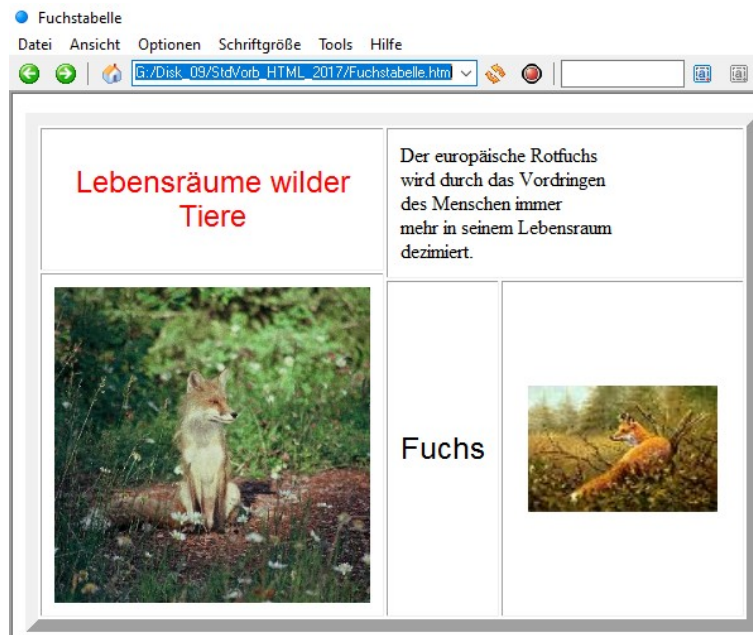 Fuchstabelle
Datei Ansicht Optionen Schriftgröße Tools Hilfe
G:/Disk_09/StdVorb_HTML_2017/Fuchstabelle.html
Lebensräume wilder
Tiere
Der europäische Rotfuchs
wird durch das Vordringen
des Menschen immer
mehr in seinem Lebensraum
dezimiert.
Fuchs